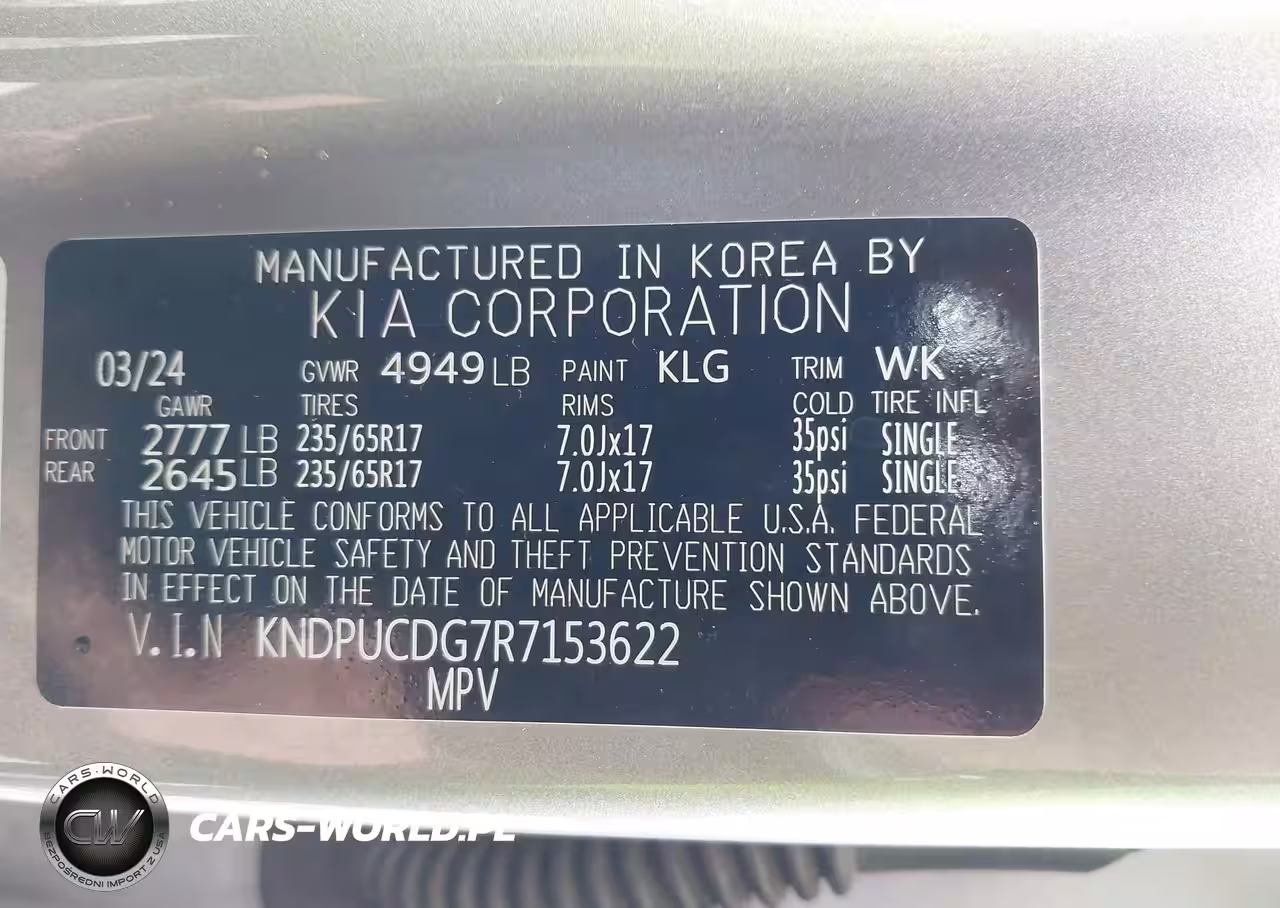 MANUFACTURED IN KOREA BY
KIA CORPORATION
03/24 GVWR 4949 LB PAINT KLG TRIM WK
GAWR TIRES RIMS COLD TIRE INFL
FRONT 2777 LB 235/65R17 7.0Jx17 35psi SINGLE
REAR 2645 LB 235/65R17 7.0Jx17 35psi SINGLE
THIS VEHICLE CONFORMS TO ALL APPLICABLE U.S.A. FEDERAL
MOTOR VEHICLE SAFETY AND THEFT PREVENTION STANDARDS
IN EFFECT ON THE DATE OF MANUFACTURE SHOWN ABOVE.
V.I.N KNDPUCDG7R7153622
MPV
CARS-WORLD
CW
BEZPOŚREDNI IMPORT Z USA
CARS-WORLD.PL